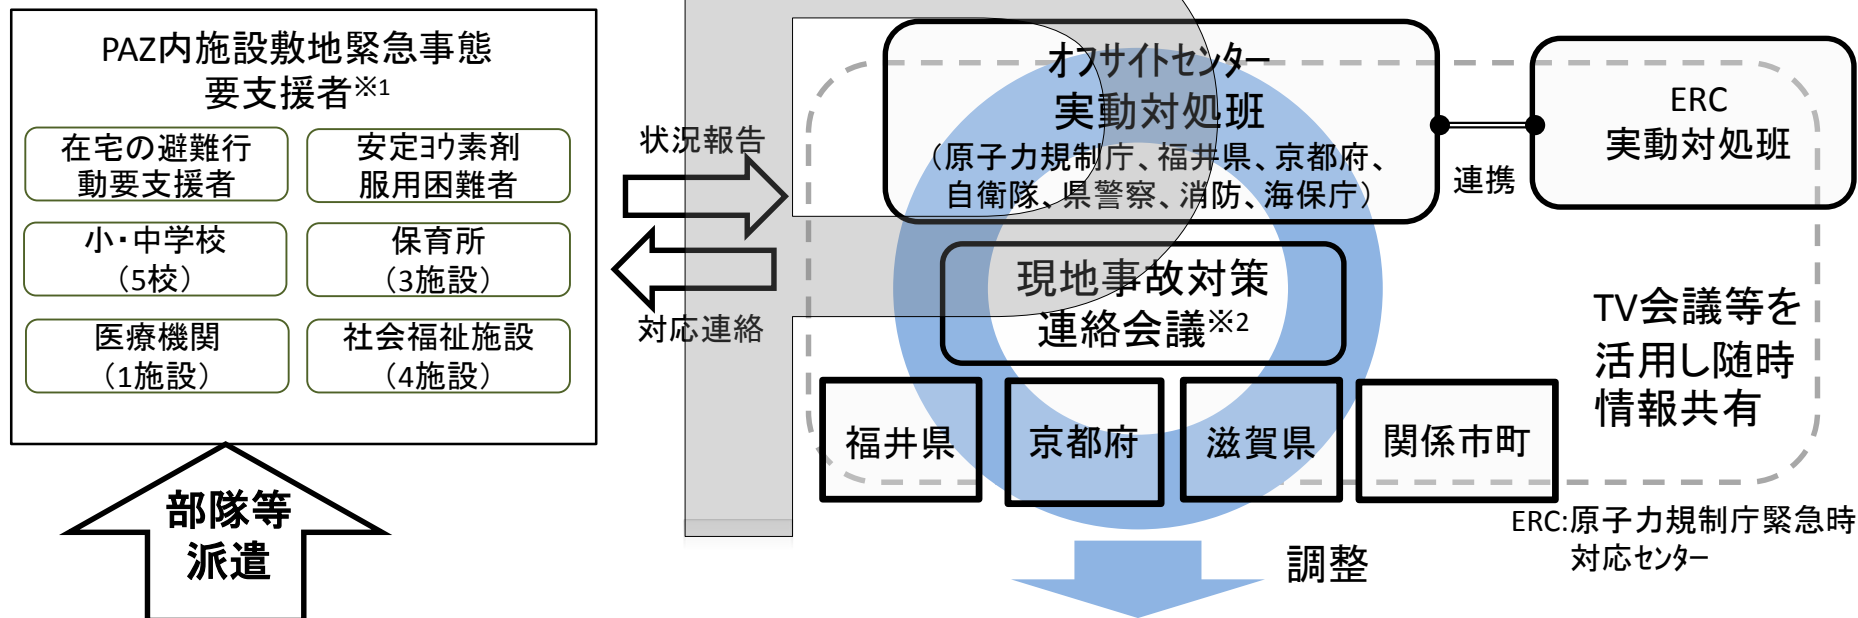 PAZ内施設敷地緊急事態
要支援者※1
在宅の避難行
動要支援者
安定ﾖｳ素剤
服用困難者
小・中学校
（5校）
保育所
（3施設）
医療機関
（1施設）
社会福祉施設
（4施設）
部隊等
派遣
状況報告
対応連絡
ｵﾌｻｲﾄｾﾝﾀｰ
実動対処班
（原子力規制庁、福井県、京都府、
自衛隊、県警察、消防、海保庁）
連携
ERC
実動対処班
現地事故対策
連絡会議※2
TV会議等を
活用し随時
情報共有
福井県
京都府
滋賀県
関係市町
ERC:原子力規制庁緊急時
対応ｾﾝﾀｰ
調整